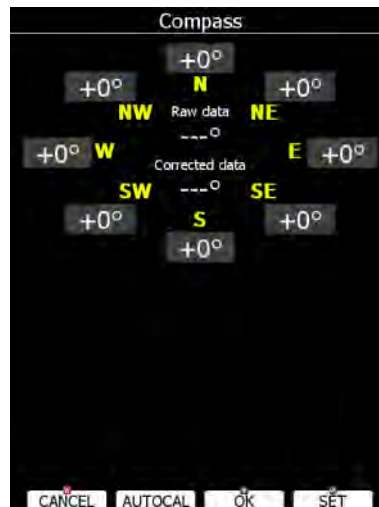 Compass
+0°
+0° N +0°
NW Raw data NE
---°
+0° W E +0°
Corrected data
SW ---° SE
+0° S +0°
+0°
CANCEL AUTOCAL OK SET